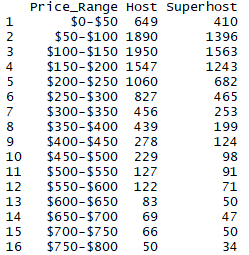 Price_Range Host Superhost
1 $0-$50 649 410
2 $50-$100 1890 1396
3 $100-$150 1950 1563
4 $150-$200 1547 1243
5 $200-$250 1060 682
6 $250-$300 827 465
7 $300-$350 456 253
8 $350-$400 439 199
9 $400-$450 278 124
10 $450-$500 229 98
11 $500-$550 127 91
12 $550-$600 122 71
13 $600-$650 83 50
14 $650-$700 69 47
15 $700-$750 66 50
16 $750-$800 50 34